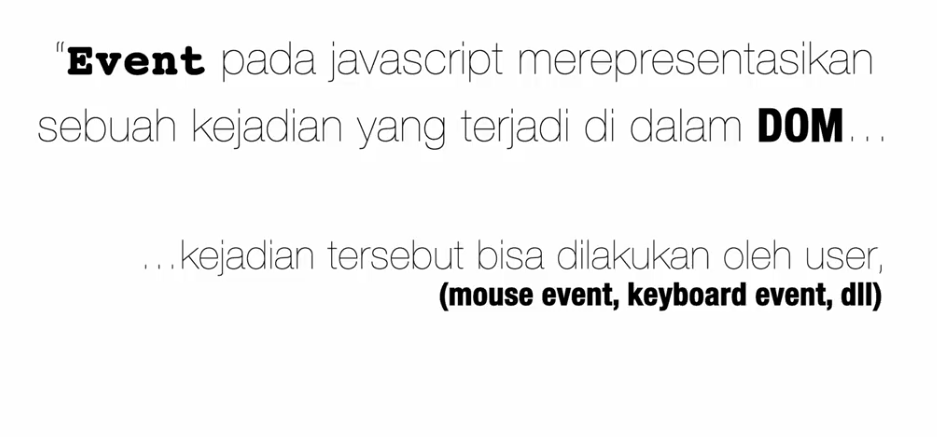 "Event pada javascript merepresentasikan
sebuah kejadian yang terjadi di dalam DOM...
...kejadian tersebut bisa dilakukan oleh user,
(mouse event, keyboard event, dll)